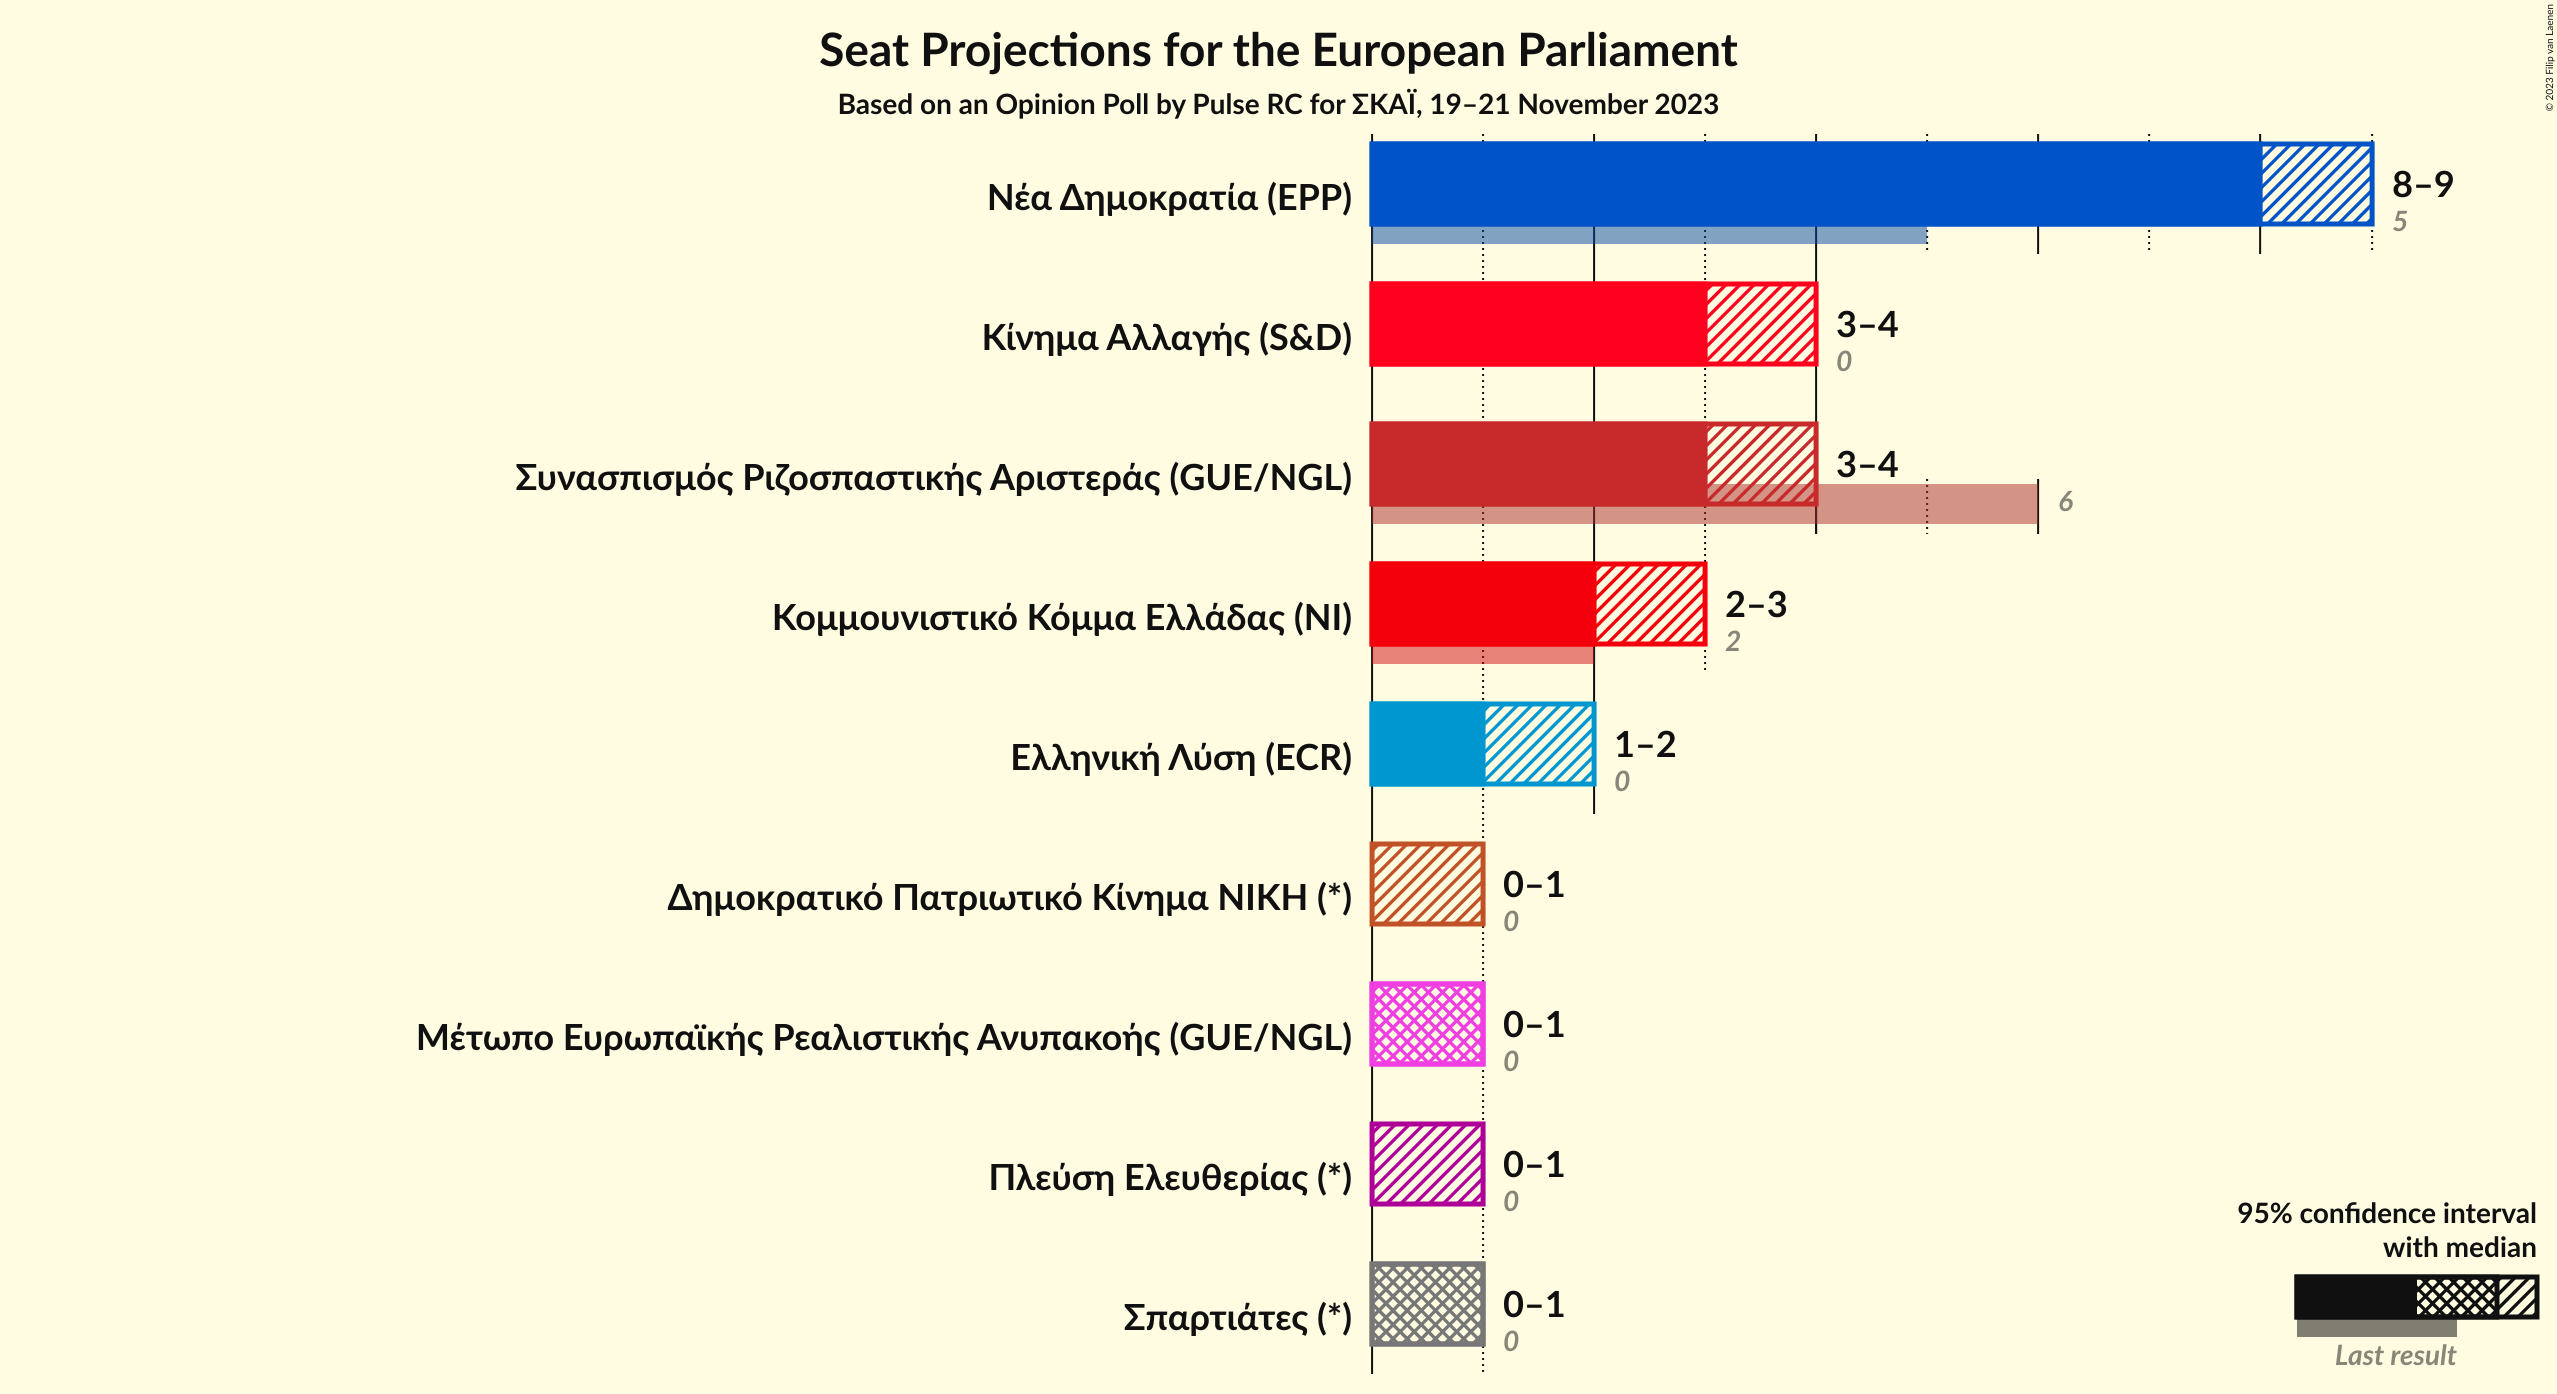 Seat Projections for the European Parliament
Based on an Opinion Poll by Pulse RC for ΣΚΑΪ, 19–21 November 2023
© 2023 Filip van Laenen
Νέα Δημοκρατία (EPP)
8–9
5
Κίνημα Αλλαγής (S&D)
3–4
0
Συνασπισμός Ριζοσπαστικής Αριστεράς (GUE/NGL)
3–4
6
Κομμουνιστικό Κόμμα Ελλάδας (NI)
2–3
2
Ελληνική Λύση (ECR)
1–2
0
Δημοκρατικό Πατριωτικό Κίνημα ΝΙΚΗ (*)
0–1
0
Μέτωπο Ευρωπαϊκής Ρεαλιστικής Ανυπακοής (GUE/NGL)
0–1
0
Πλεύση Ελευθερίας (*)
0–1
0
Σπαρτιάτες (*)
0–1
0
95% confidence interval
with median
Last result